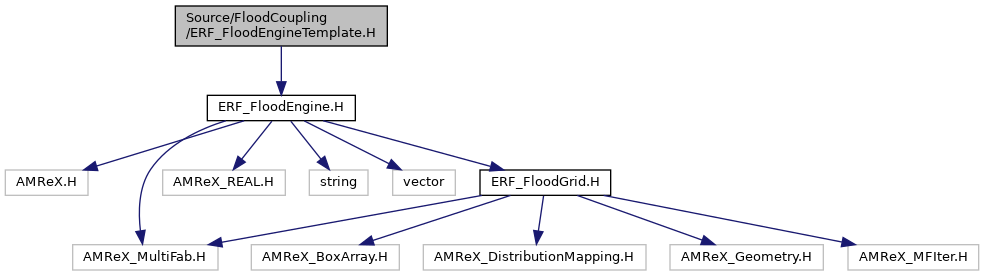 Source/FloodCoupling
/ERF_FloodEngineTemplate.H
ERF_FloodEngine.H
AMReX.H
AMReX_REAL.H
string
vector
ERF_FloodGrid.H
AMReX_MultiFab.H
AMReX_BoxArray.H
AMReX_DistributionMapping.H
AMReX_Geometry.H
AMReX_MFIter.H